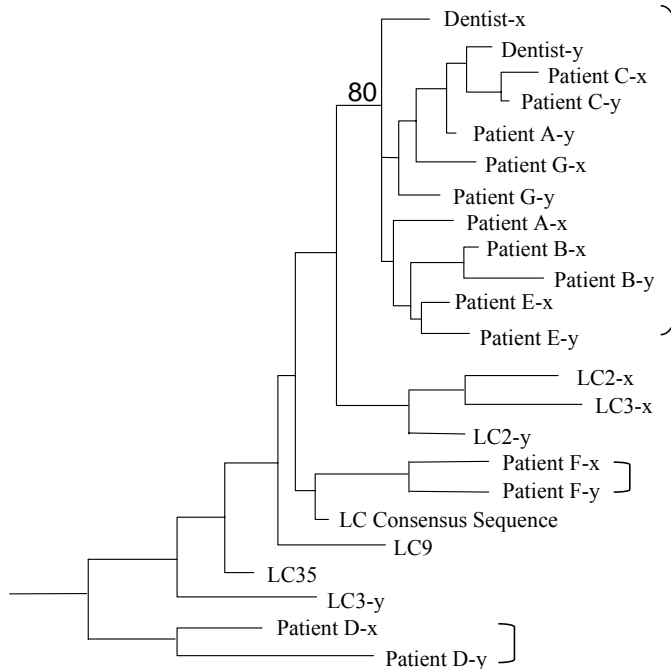 Dentist-x
Dentist-y
Patient C-x
80
Patient C-y
Patient A-y
Patient G-x
Patient G-y
Patient A-x
Patient B-x
Patient B-y
Patient E-x
Patient E-y
LC2-x
LC3-x
LC2-y
Patient F-x
Patient F-y
LC Consensus Sequence
LC9
LC35
LC3-y
Patient D-x
Patient D-y